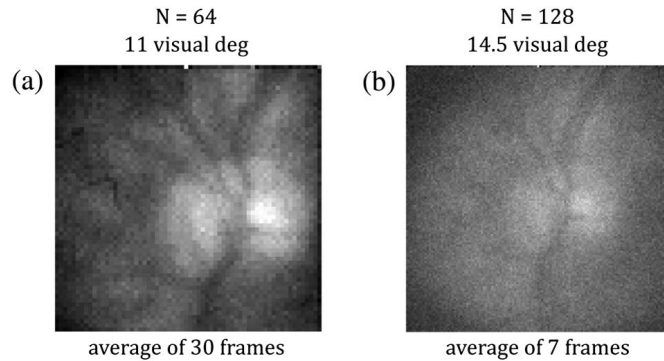 N = 64
11 visual deg
(a)
average of 30 frames
N = 128
14.5 visual deg
(b)
average of 7 frames